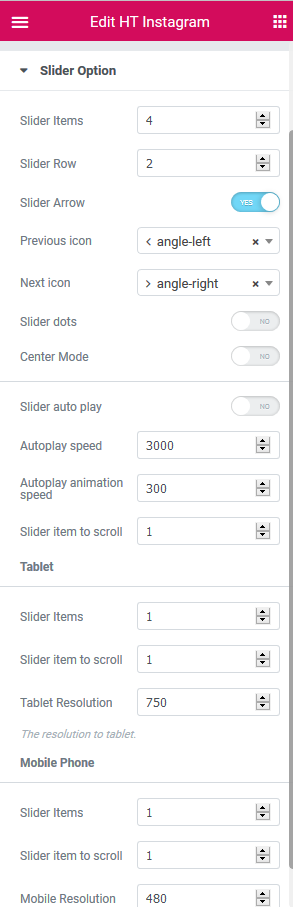 Edit HT Instagram
Slider Option
Slider Items 4
Slider Row 2
Slider Arrow YES
Previous icon angle-left
Next icon angle-right
Slider dots NO
Center Mode NO
Slider auto play NO
Autoplay speed 3000
Autoplay animation
speed 300
Slider item to scroll 1
Tablet
Slider Items 1
Slider item to scroll 1
Tablet Resolution 750
The resolution to tablet.
Mobile Phone
Slider Items 1
Slider item to scroll 1
Mobile Resolution 480